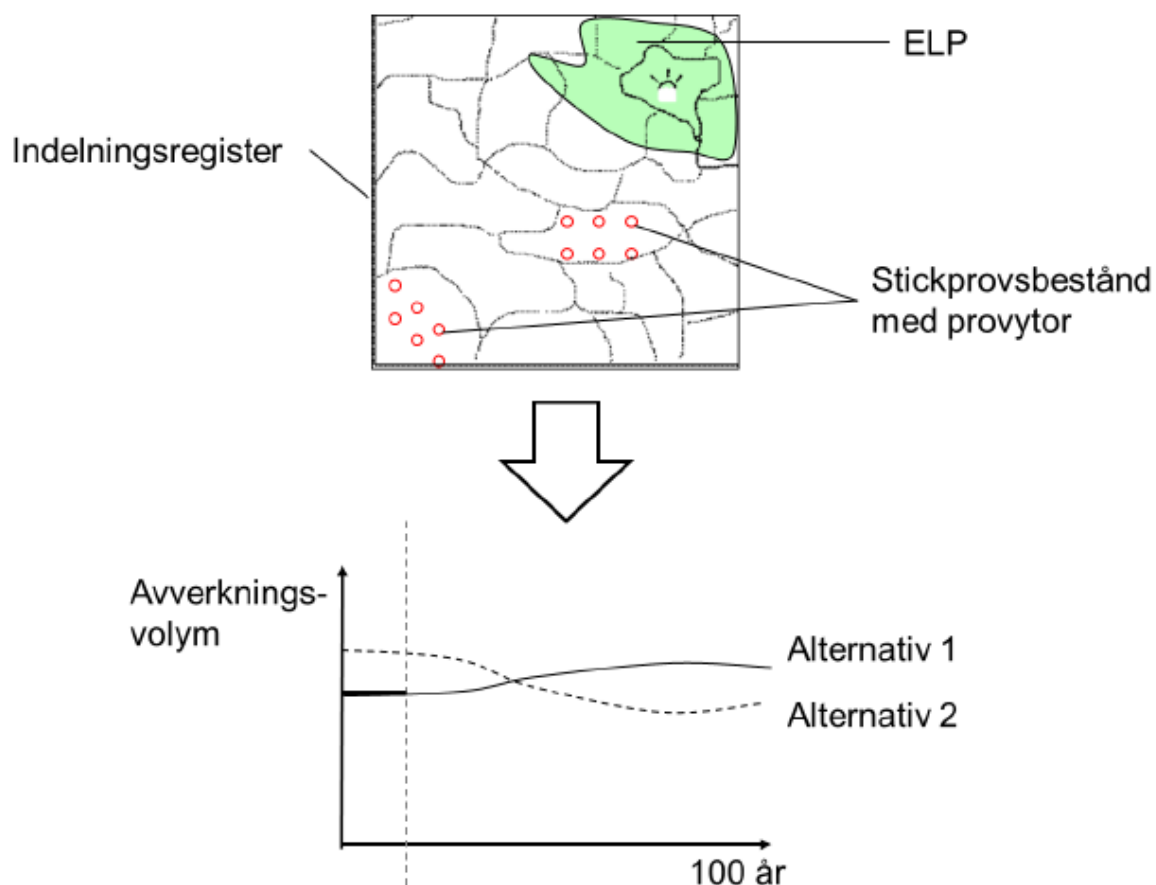 ELP
Indelningsregister
Stickprovsbestånd
med provytor
Avverknings-
volym
Alternativ 1
Alternativ 2
100 år